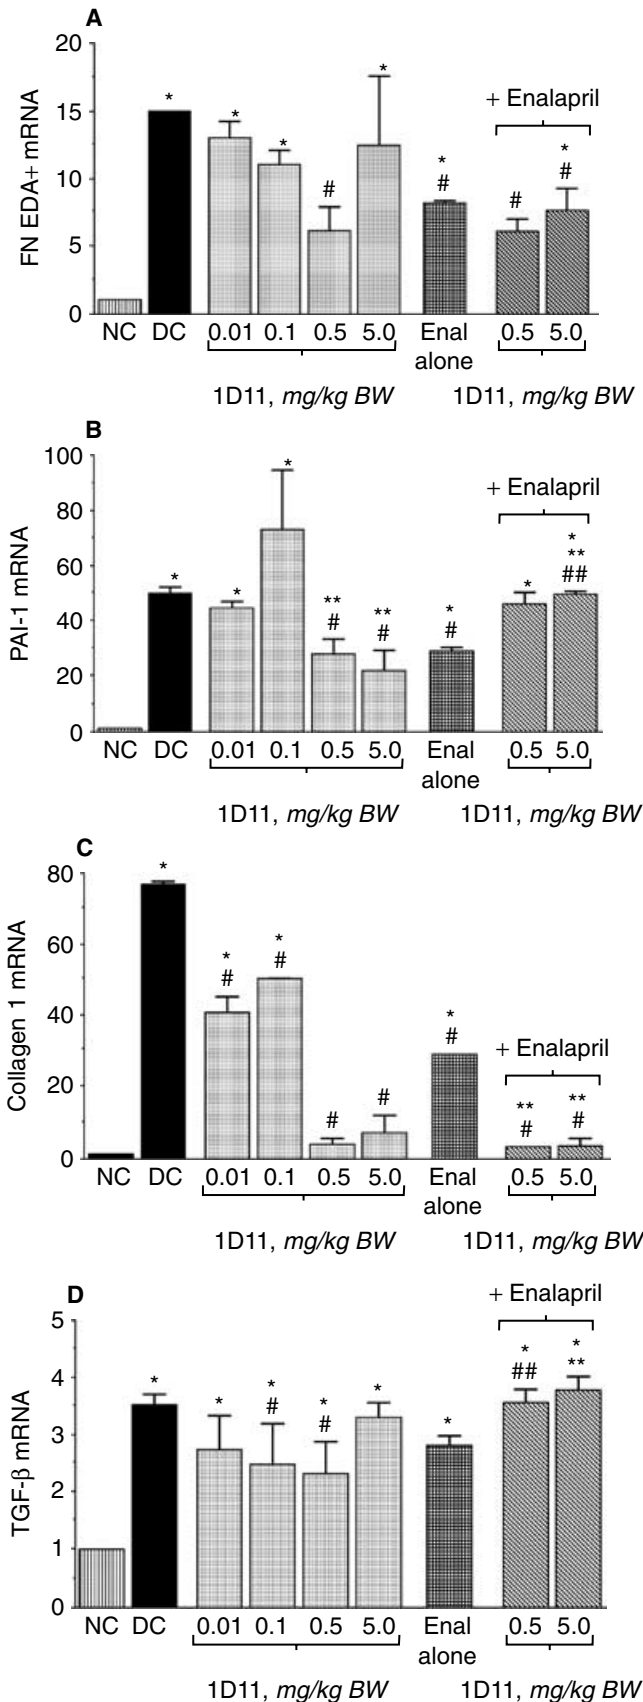 A
FN EDA+ mRNA
20
15
10
5
0
* * * # * * # + Enalapril # * #
NC DC 0.01 0.1 0.5 5.0 Enal alone 0.5 5.0
1D11, mg/kg BW 1D11, mg/kg BW
B
PAI-1 mRNA
100
80
60
40
20
0
* * * ** # ** # * # + Enalapril * * ** ##
NC DC 0.01 0.1 0.5 5.0 Enal alone 0.5 5.0
1D11, mg/kg BW 1D11, mg/kg BW
C
Collagen 1 mRNA
80
60
40
20
0
* * # * # # # * # + Enalapril ** # ** #
NC DC 0.01 0.1 0.5 5.0 Enal alone 0.5 5.0
1D11, mg/kg BW 1D11, mg/kg BW
D
TGF-β mRNA
5
4
3
2
1
0
* * * # * # * * + Enalapril * ## * **
NC DC 0.01 0.1 0.5 5.0 Enal alone 0.5 5.0
1D11, mg/kg BW 1D11, mg/kg BW